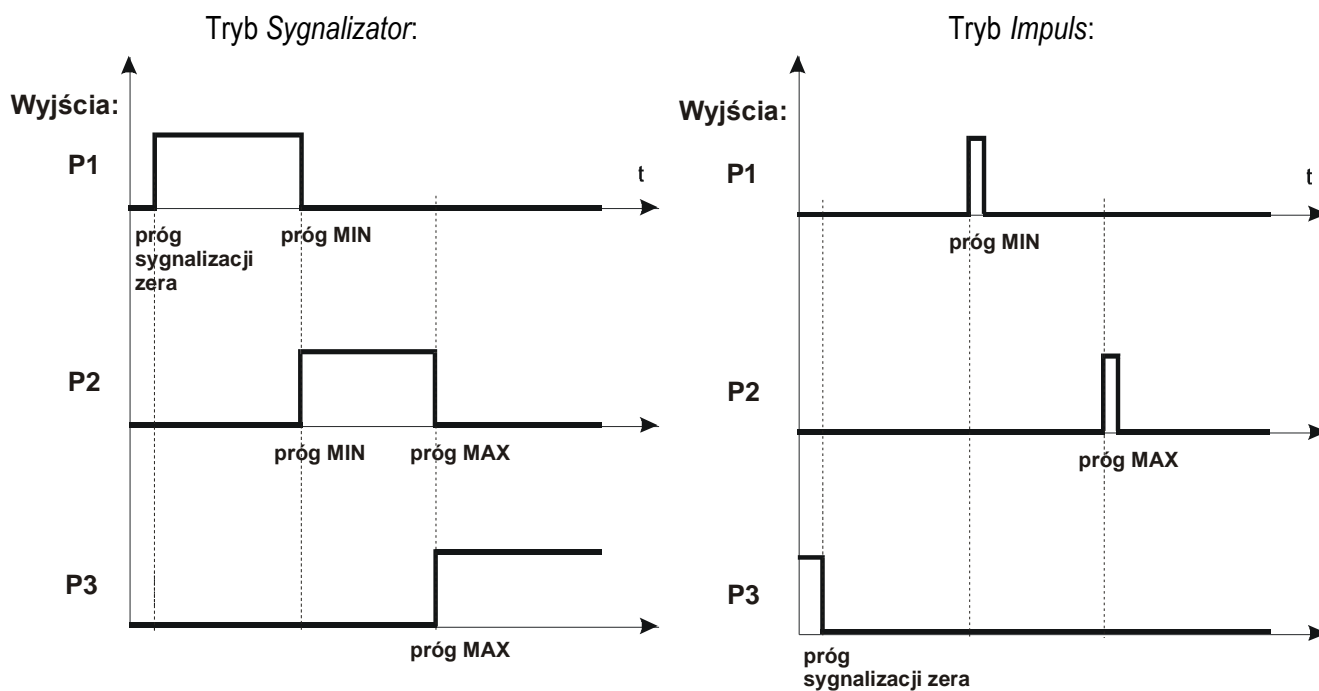 Tryb Sygnalizator:
Wyjścia:
P1
t
próg
sygnalizacji
zera
próg MIN
P2
próg MIN
próg MAX
P3
próg MAX
Tryb Impuls:
Wyjścia:
P1
t
próg MIN
P2
próg MAX
P3
próg
sygnalizacji zera